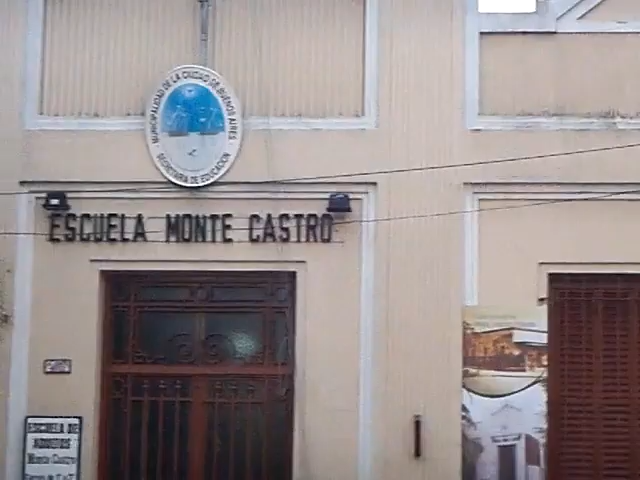 MUNICIPALIDAD DE LA CIUDAD DE BUENOS AIRES
SECRETARIA DE EDUCACION
ESCUELA MONTE CASTRO
ESCUELA DE
ADULTOS
Monte Castro